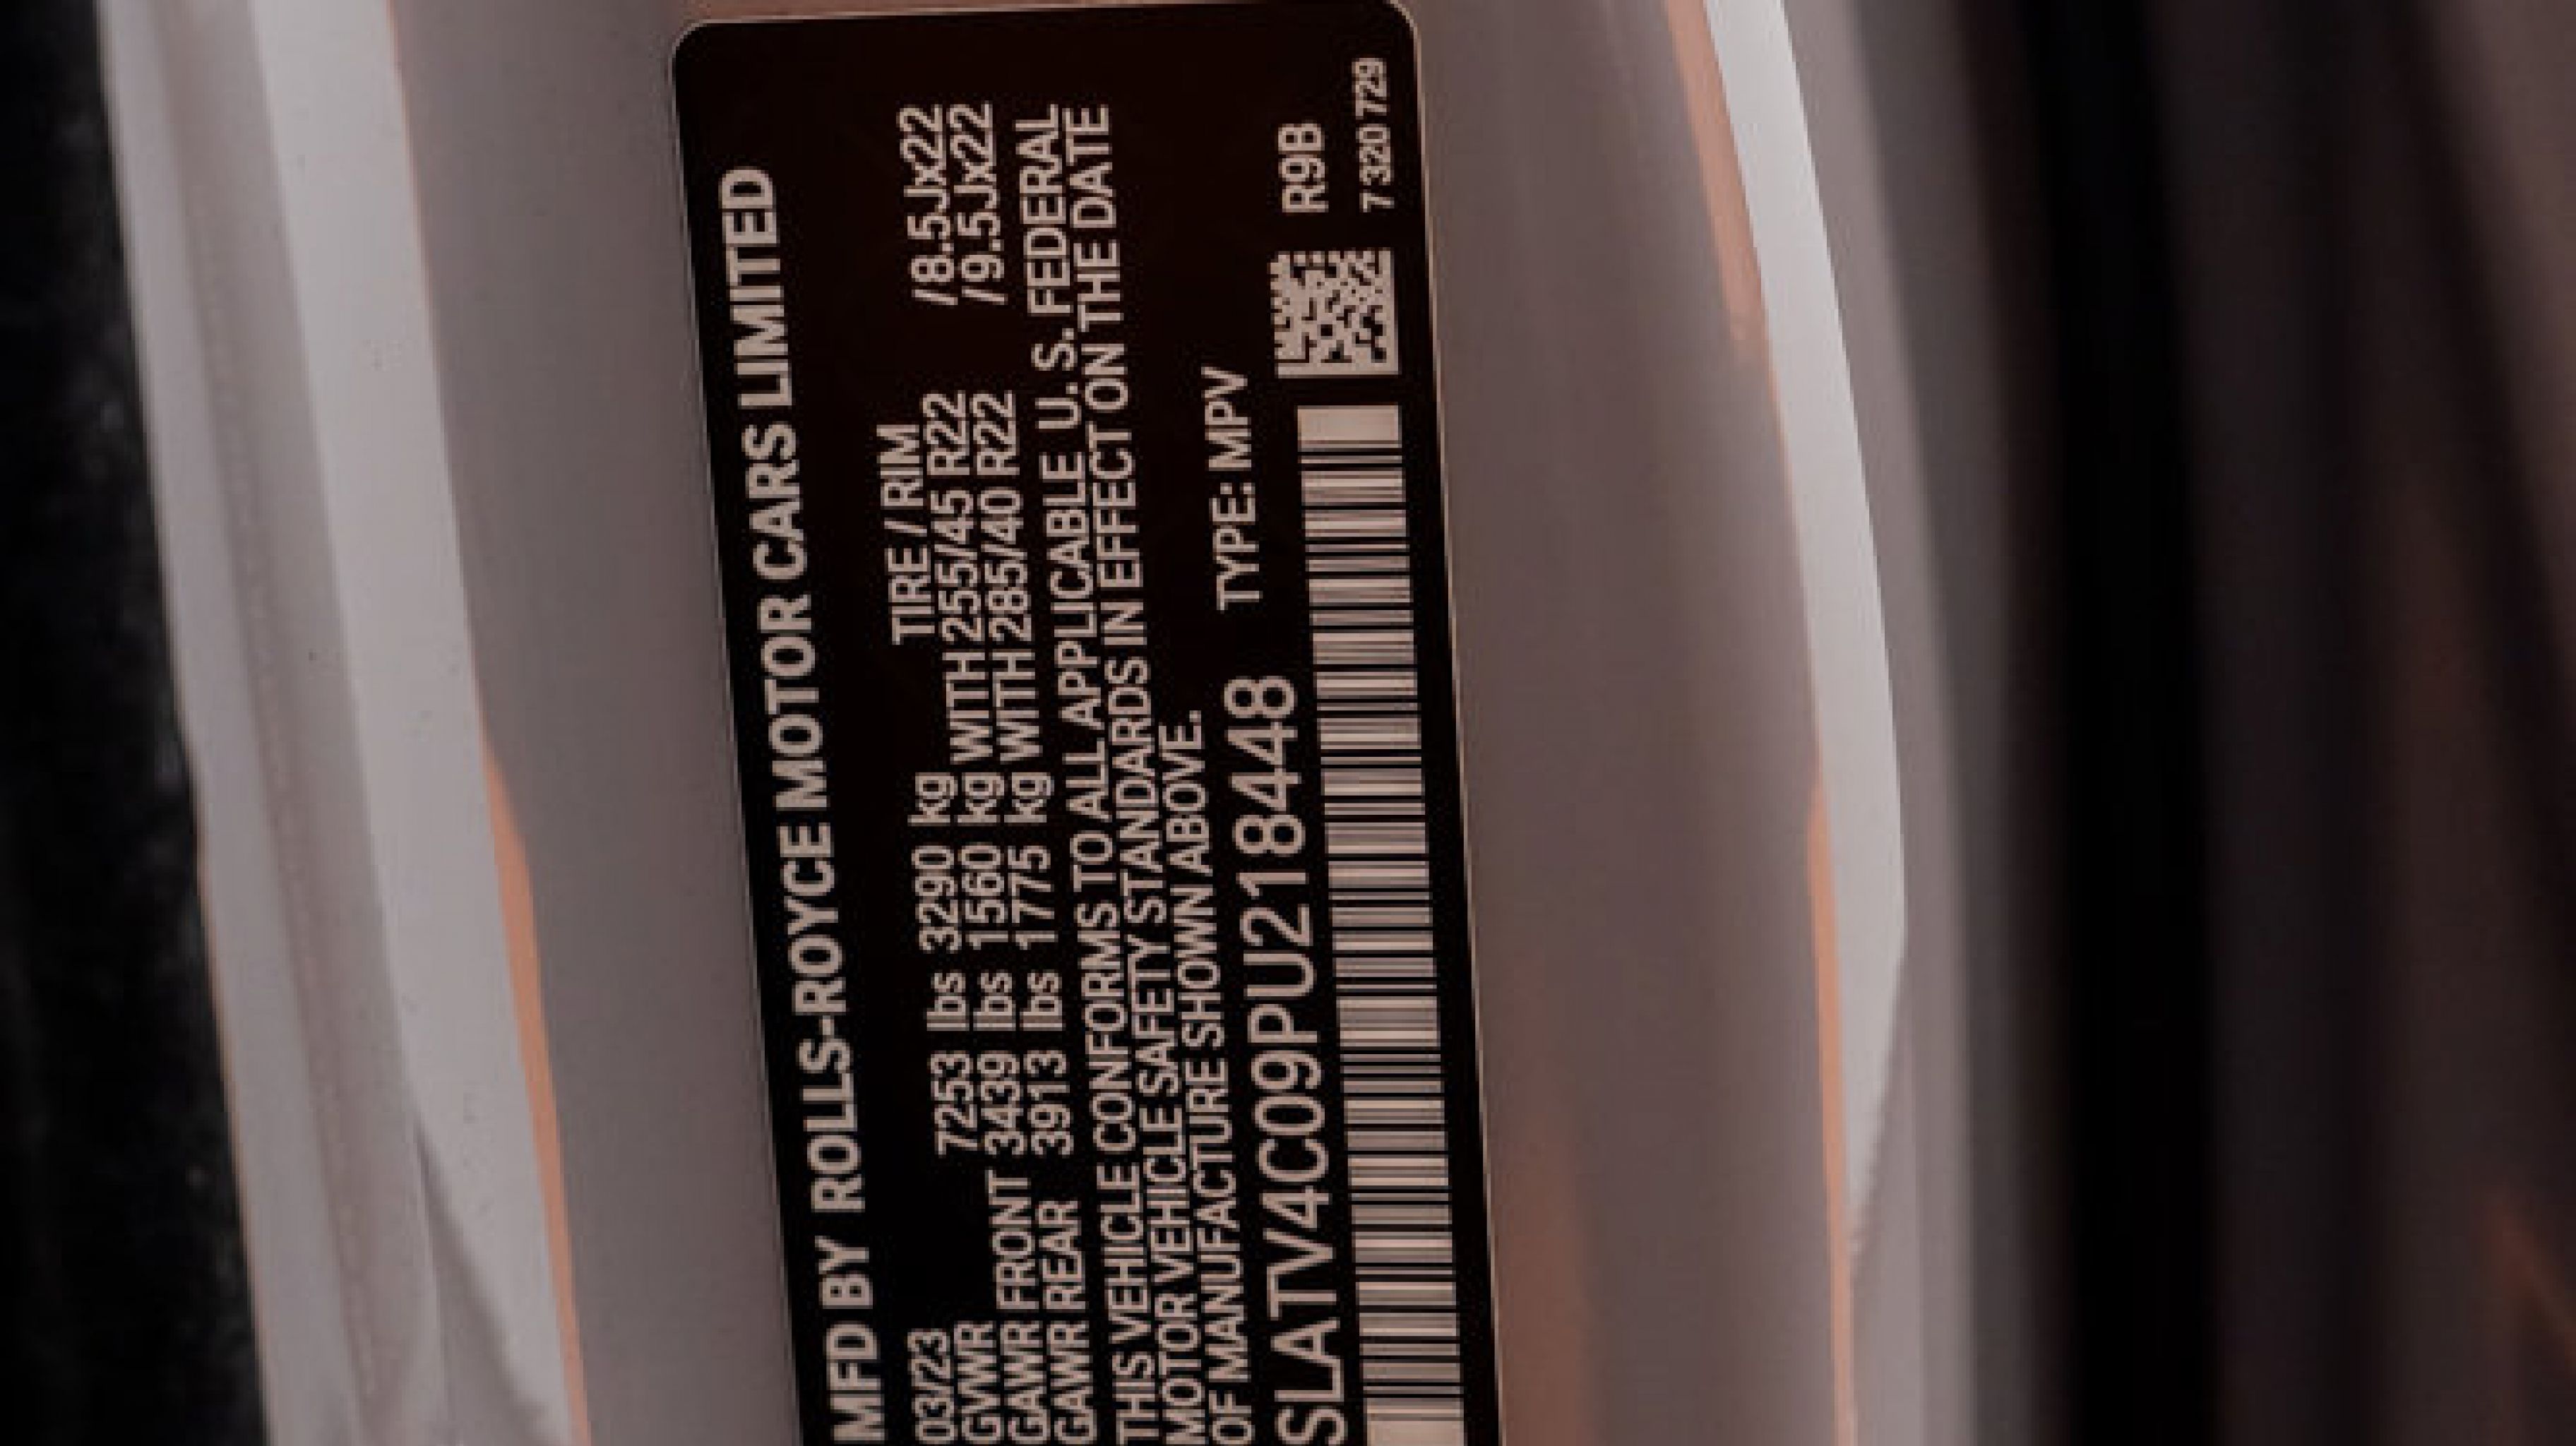 MFD BY ROLLS-ROYCE MOTOR CARS LIMITED
03/23 TIRE / RIM
GVWR 7253 lbs 3290 kg WITH 255/45 R22 /8.5Jx22
GAWR FRONT 3439 lbs 1560 kg WITH 285/40 R22 /9.5Jx22
GAWR REAR 3913 lbs 1775 kg
THIS VEHICLE CONFORMS TO ALL APPLICABLE U.S. FEDERAL
MOTOR VEHICLE SAFETY STANDARDS IN EFFECT ON THE DATE
OF MANUFACTURE SHOWN ABOVE.
SLATV4C09PU218448 TYPE: MPV
R9B
7 320 729